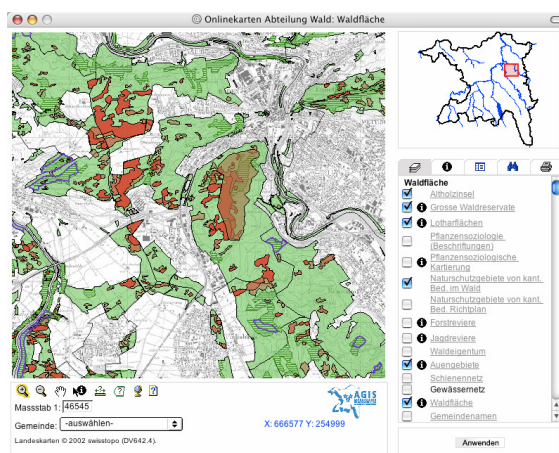 Onlinekarten Abteilung Wald: Waldfläche
Waldfläche
Altholzinsel
Grosse Waldreservate
Lotharflächen
Pflanzensoziologie
(Beschriftungen)
Pflanzensoziologische
Kartierung
Naturschutzgebiete von kant.
Bed. im Wald
Naturschutzgebiete von kant.
Bed. Richtplan
Forstreviere
Jagdreviere
Waldeigentum
Auengebiete
Schienennetz
Gewässernetz
Waldfläche
Gemeindenamen
Anwenden
Massstab 1: 46545
AGIS
Gemeinde: -auswählen-
X: 666577 Y: 254999
Landeskarten © 2002 swisstopo (DV642.4).